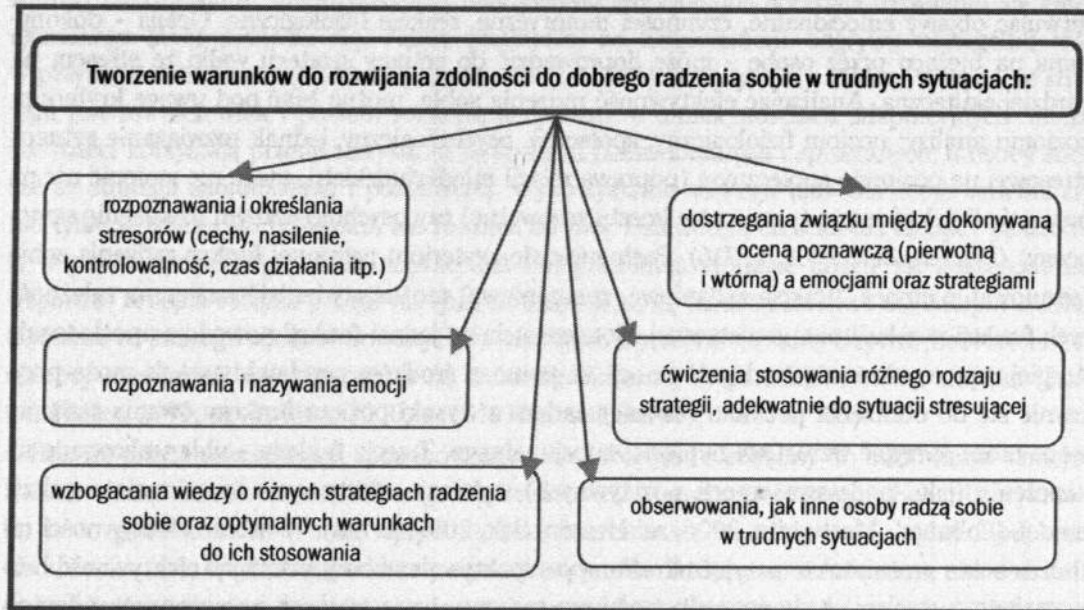 Tworzenie warunków do rozwijania zdolności do dobrego radzenia sobie w trudnych sytuacjach:
rozpoznawania i określania
stresorów (cechy, nasilenie,
kontrolowalność, czas działania itp.)
dostrzegania związku między dokonaną
oceną poznawczą (pierwotną
i wtórną) a emocjami oraz strategiami
rozpoznawania i nazywania emocji
ćwiczenia stosowania różnego rodzaju
strategii, adekwatnie do sytuacji stresującej
wzbogacania wiedzy o różnych strategiach radzenia
sobie oraz optymalnych warunkach
do ich stosowania
obserwowania, jak inne osoby radzą sobie
w trudnych sytuacjach